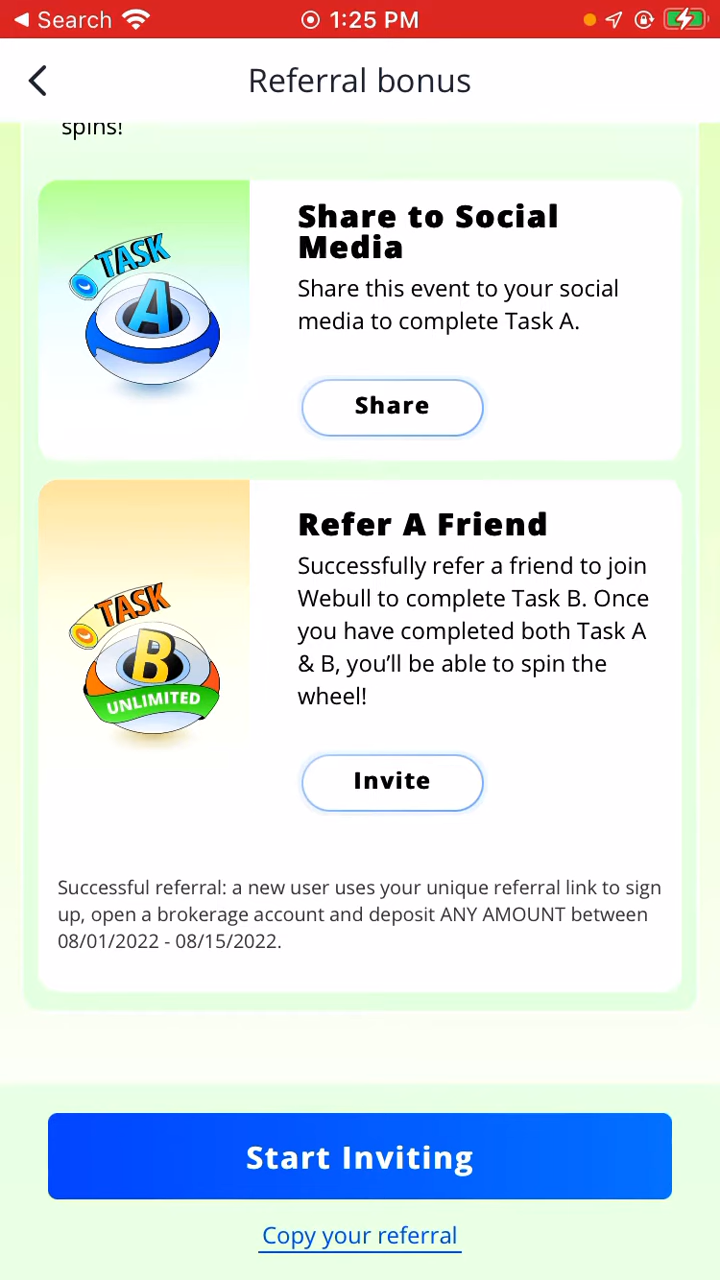 Search 1:25 PM
Referral bonus
spins!
TASK
A
Share to Social
Media
Share this event to your social
media to complete Task A.
Share
TASK
B
UNLIMITED
Refer A Friend
Successfully refer a friend to join
Webull to complete Task B. Once
you have completed both Task A
& B, you’ll be able to spin the
wheel!
Invite
Successful referral: a new user uses your unique referral link to sign
up, open a brokerage account and deposit ANY AMOUNT between
08/01/2022 - 08/15/2022.
Start Inviting
Copy your referral